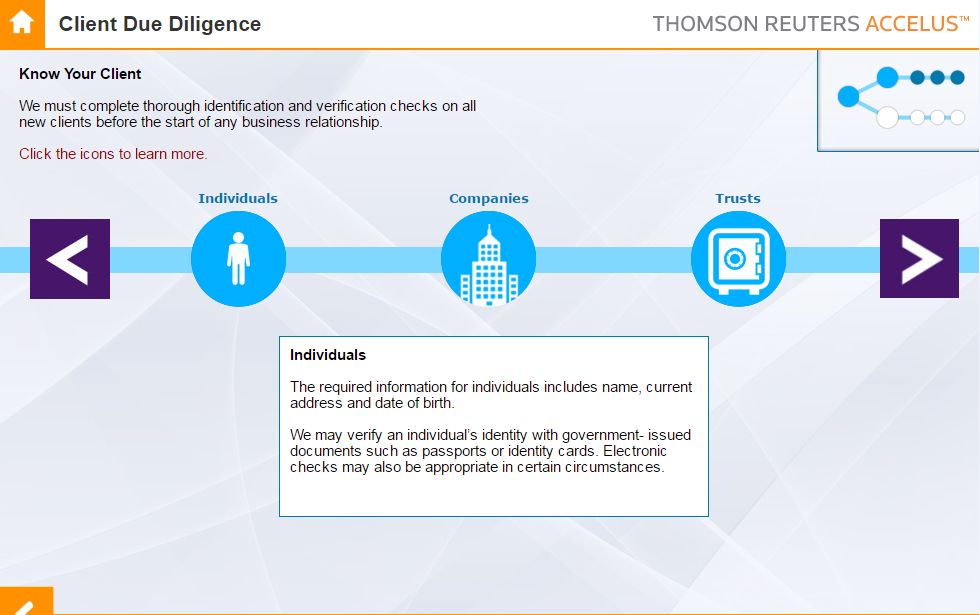 Client Due Diligence
THOMSON REUTERS ACCELUS™
Know Your Client
We must complete thorough identification and verification checks on all
new clients before the start of any business relationship.
Click the icons to learn more.
Individuals
Companies
Trusts
Individuals
The required information for individuals includes name, current
address and date of birth.
We may verify an individual's identity with government- issued
documents such as passports or identity cards. Electronic
checks may also be appropriate in certain circumstances.